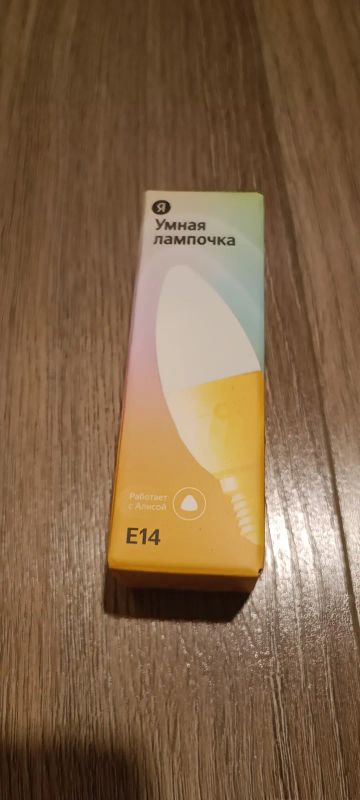 Я
Умная
лампочка
Работает
с Алисой
E14